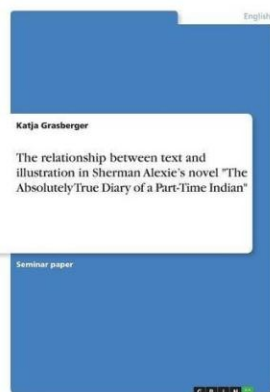 English
Katja Grasberger
The relationship between text and
illustration in Sherman Alexie's novel "The
Absolutely True Diary of a Part-Time Indian"
Seminar paper
GRIN